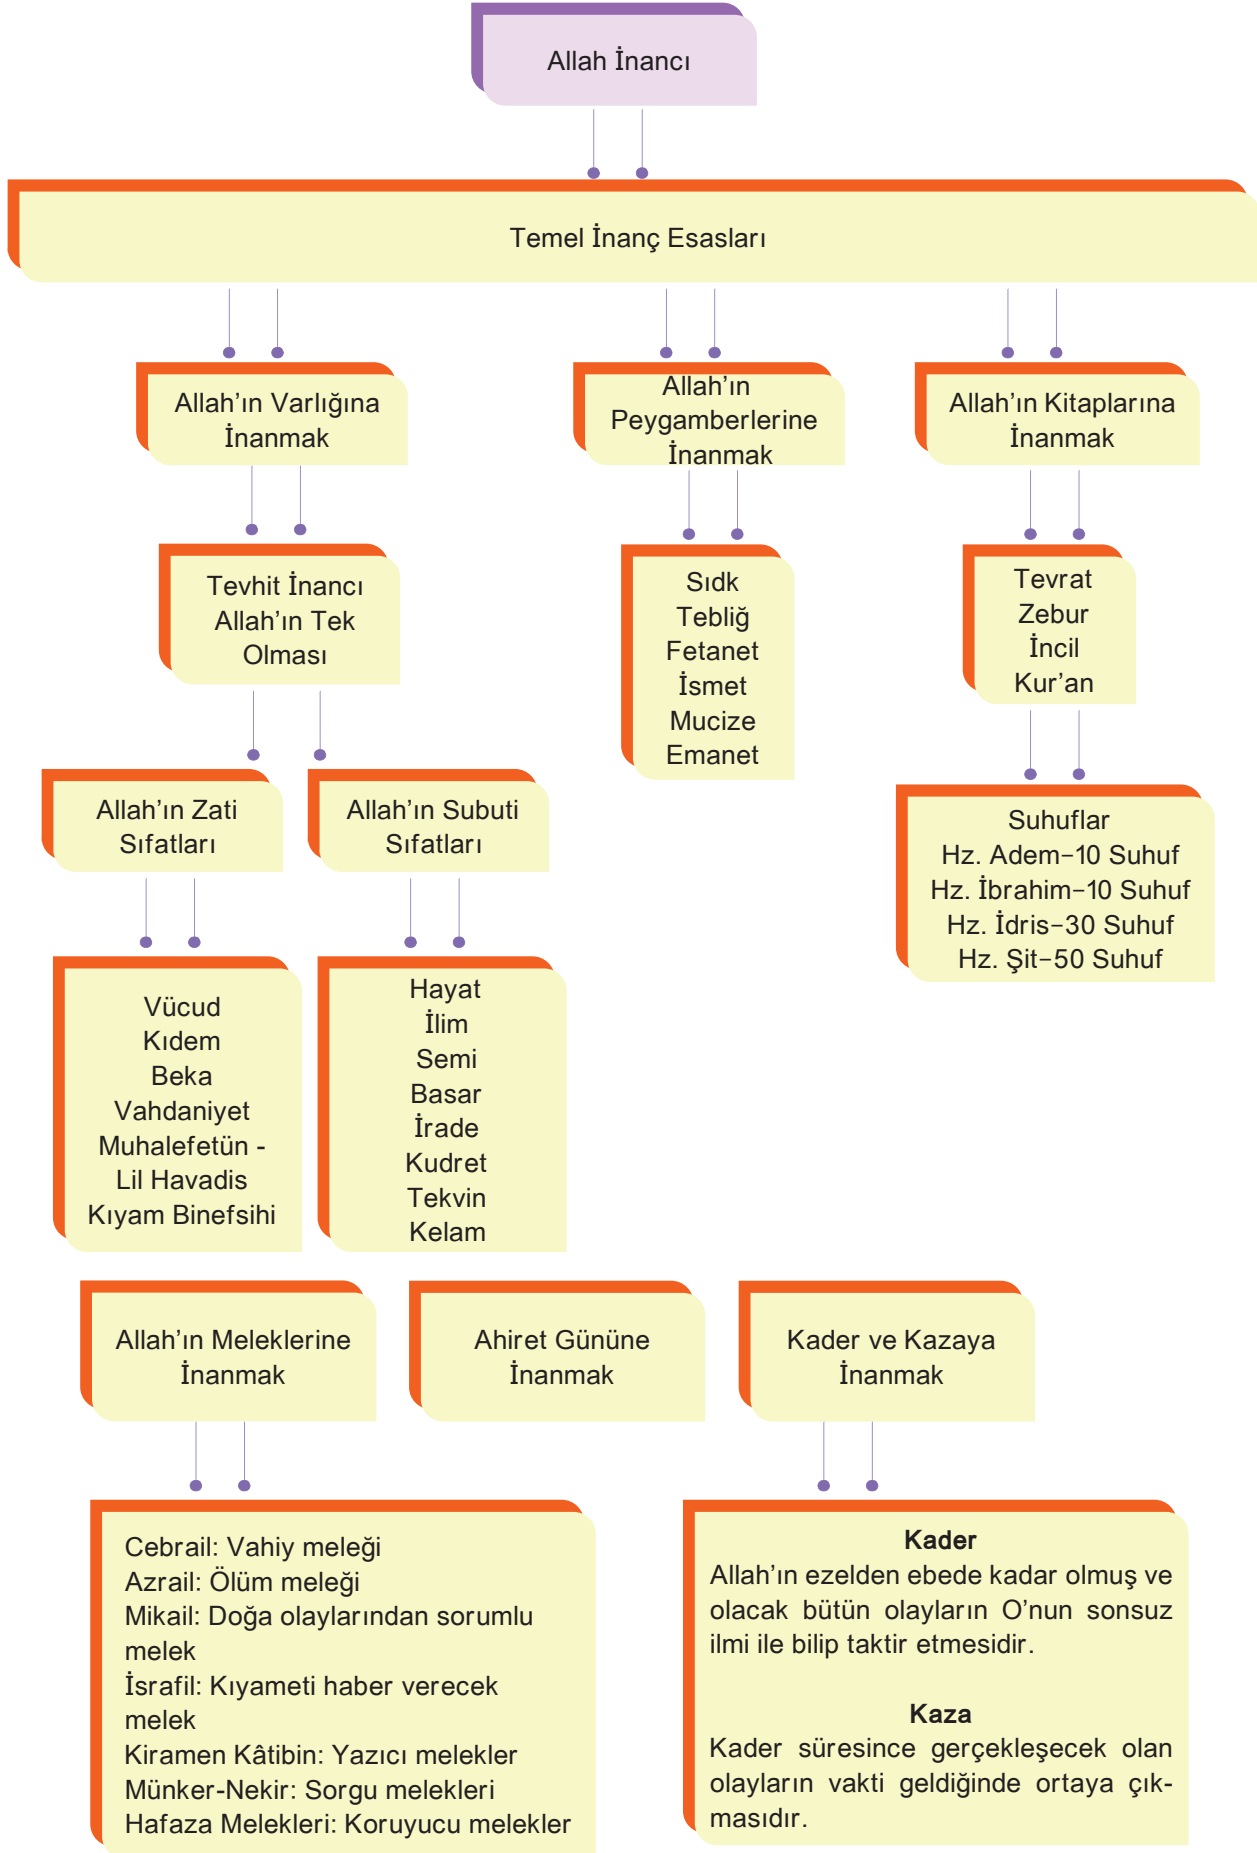 Allah İnancı
Temel İnanç Esasları
Allah’ın Varlığına
İnanmak
Allah’ın
Peygamberlerine
İnanmak
Allah’ın Kitaplarına
İnanmak
Tevhit İnancı
Allah’ın Tek
Olması
Sıdk
Tebliğ
Fetanet
İsmet
Mucize
Emanet
Tevrat
Zebur
İncil
Kur’an
Allah’ın Zati
Sıfatları
Allah’ın Subuti
Sıfatları
Suhuflar
Hz. Adem–10 Suhuf
Hz. İbrahim–10 Suhuf
Hz. İdris–30 Suhuf
Hz. Şit–50 Suhuf
Vücud
Kıdem
Beka
Vahdaniyet
Muhalefetün -
Lil Havadis
Kıyam Binefsihi
Hayat
İlim
Semi
Basar
İrade
Kudret
Tekvin
Kelam
Allah’ın Meleklerine
İnanmak
Ahiret Gününe
İnanmak
Kader ve Kazaya
İnanmak
Cebrail: Vahiy meleği
Azrail: Ölüm meleği
Mikail: Doğa olaylarından sorumlu
melek
İsrafil: Kıyameti haber verecek
melek
Kiramen Kâtibin: Yazıcı melekler
Münker-Nekir: Sorgu melekleri
Hafaza Melekleri: Koruyucu melekler
Kader
Allah’ın ezelden ebede kadar olmuş ve
olacak bütün olayların O’nun sonsuz
ilmi ile bilip taktir etmesidir.
Kaza
Kader süresince gerçekleşecek olan
olayların vakti geldiğinde ortaya çık-
masıdır.